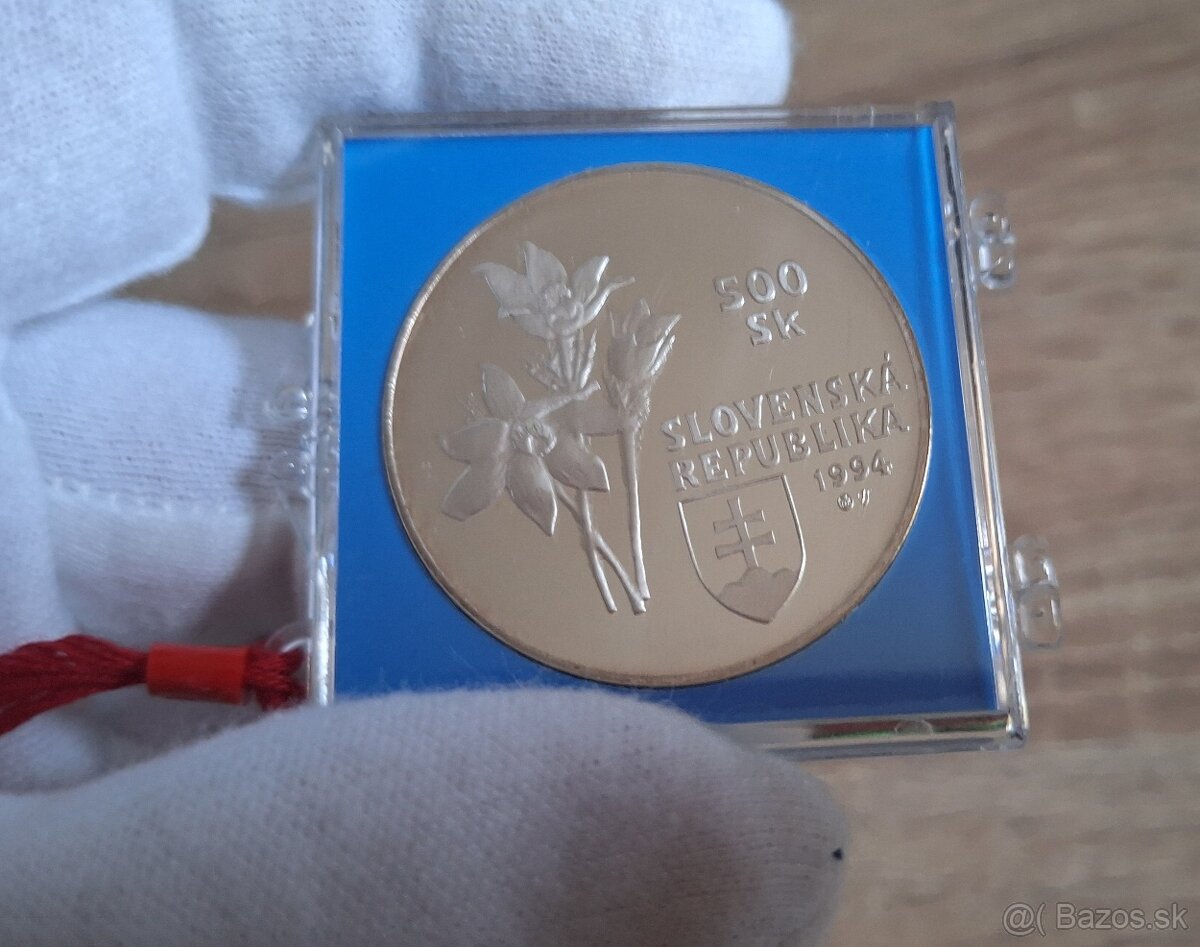 500
Sk
SLOVENSKÁ
REPUBLIKA
1994
@( Bazos.sk